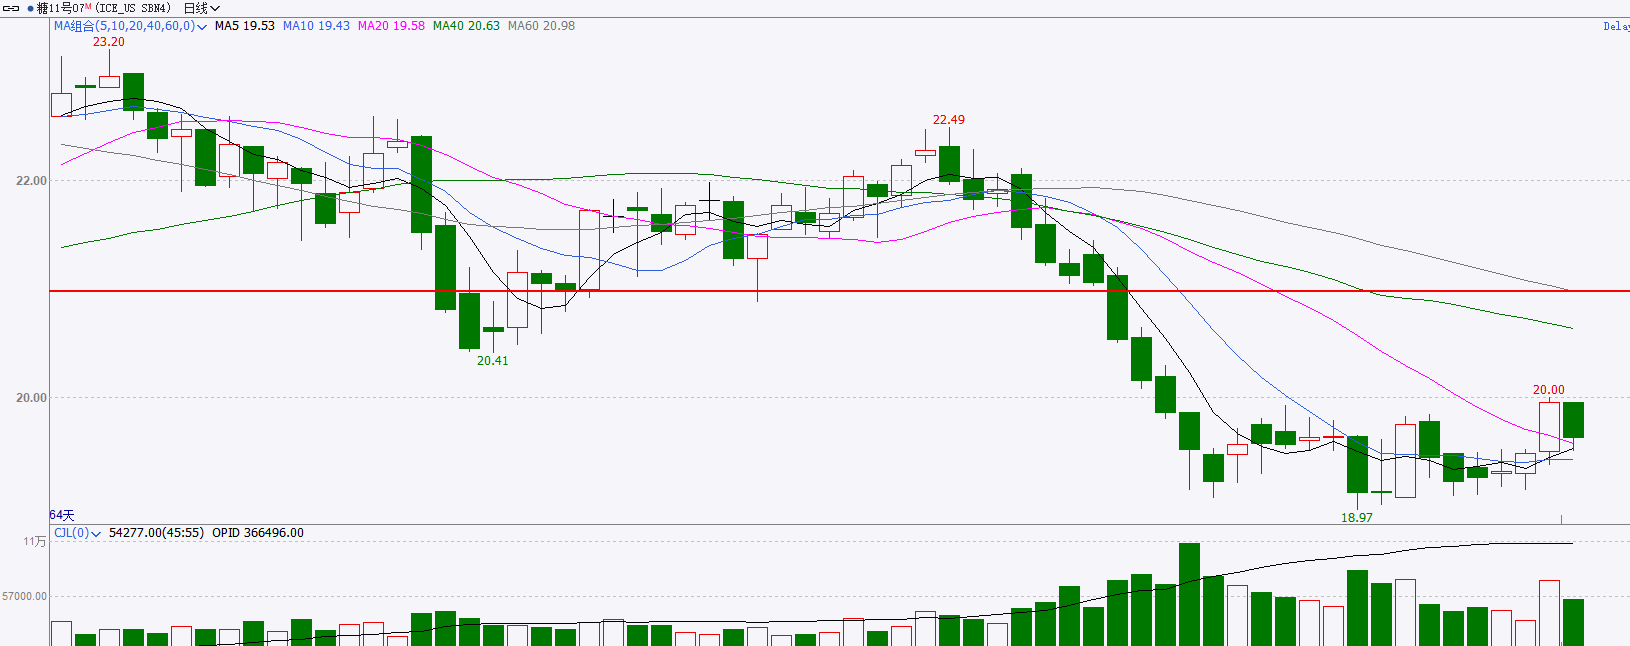 糖11号07M (ICE_US SBN4) 日线
MA组合(5,10,20,40,60,0) MA5 19.53 MA10 19.43 MA20 19.58 MA40 20.63 MA60 20.98
Delay
23.20
22.49
22.00
20.41
20.00
20.00
18.97
64天
CJL(0) 54277.00(45:55) OPID 366496.00
11万
57000.00